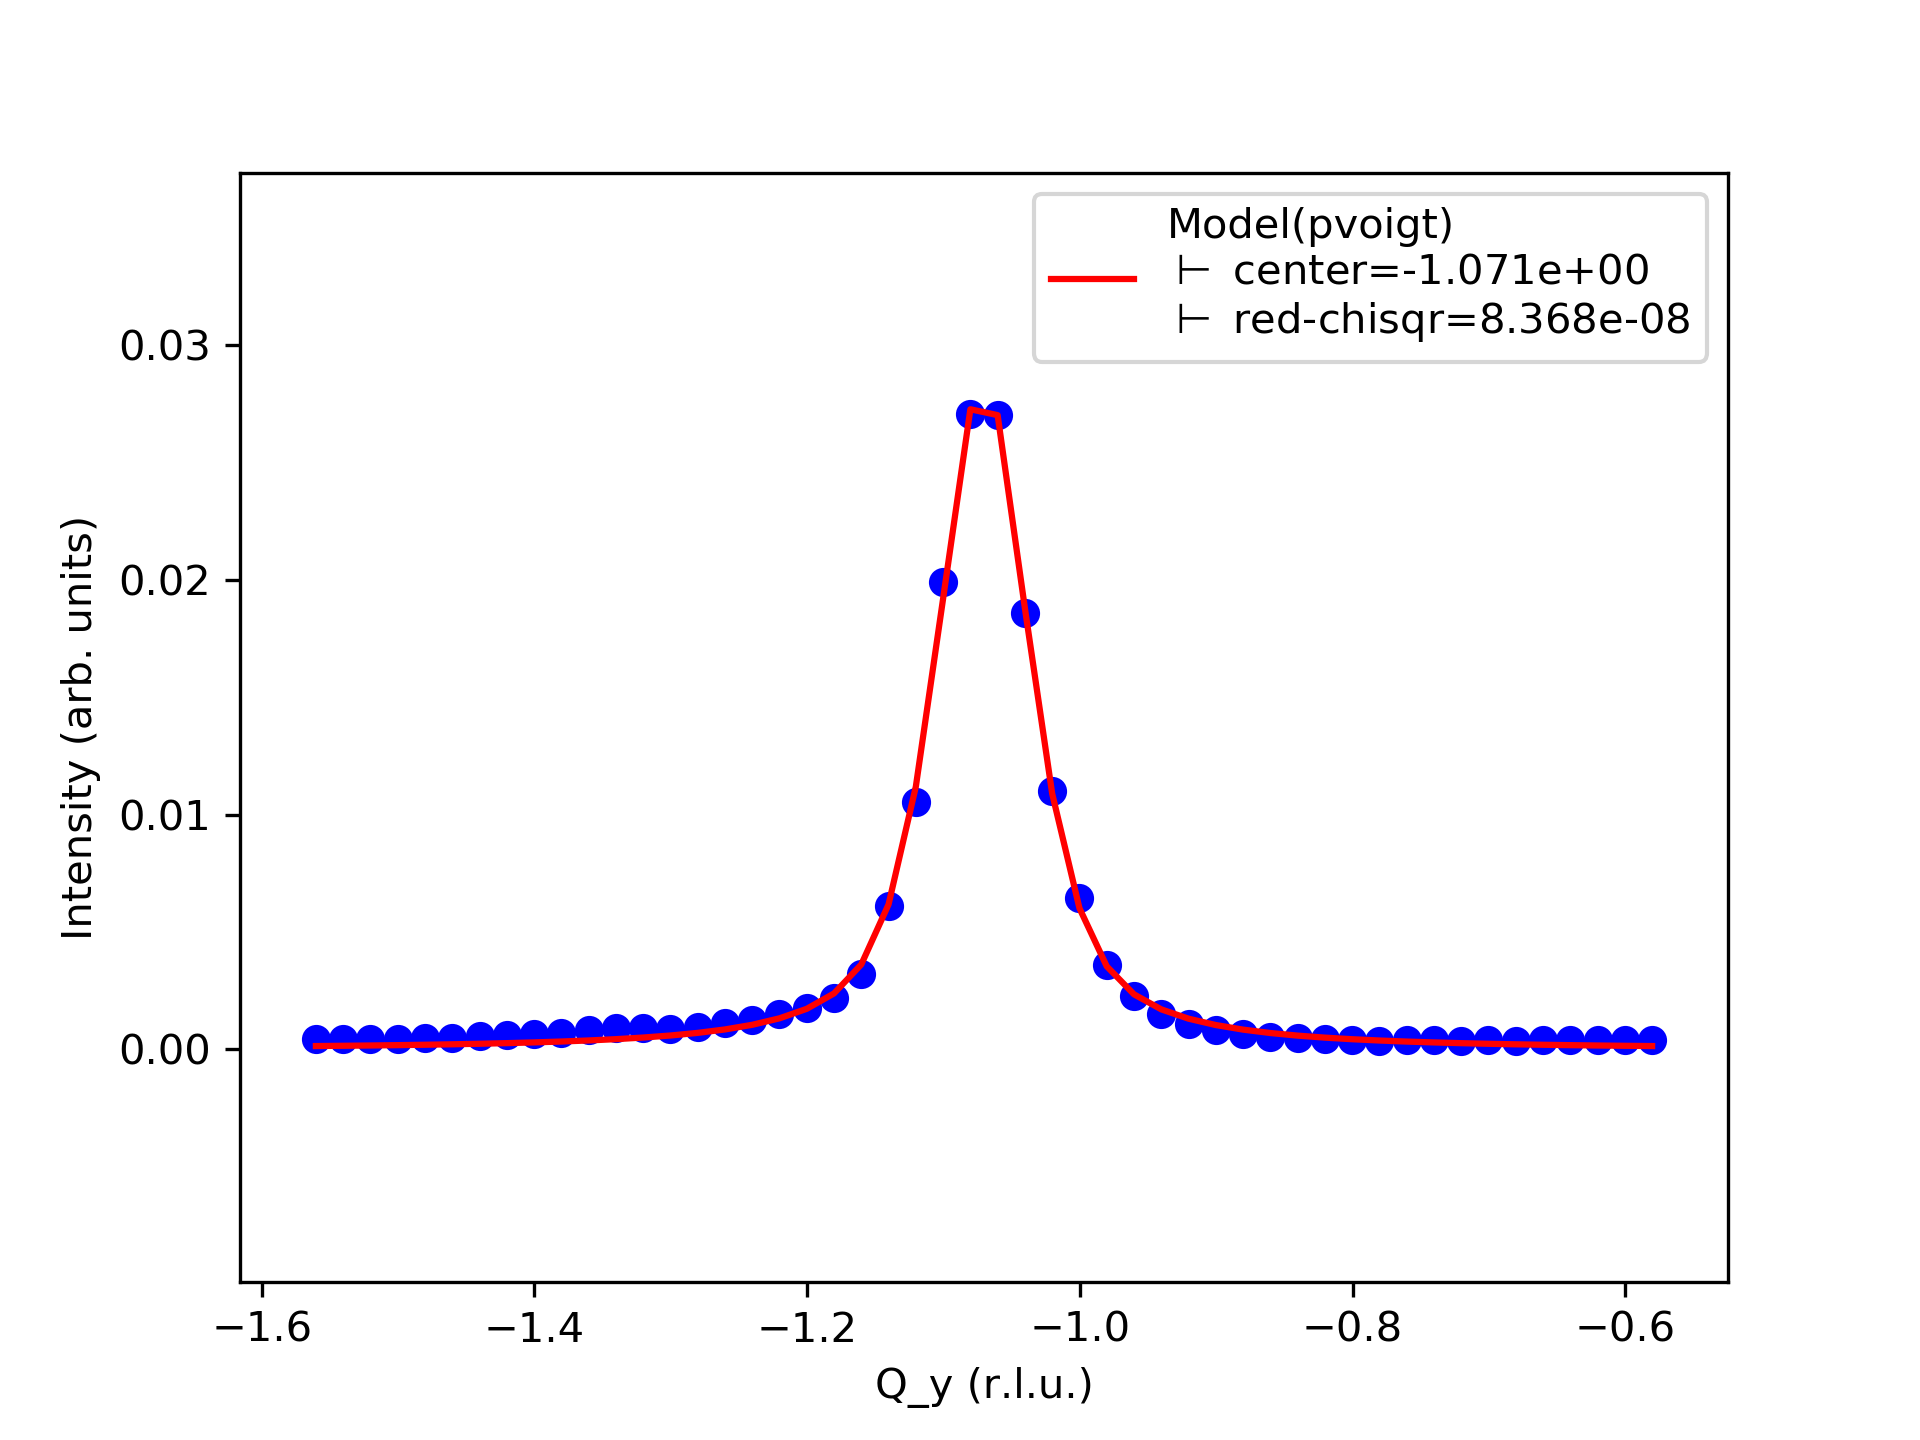 Model(pvoigt)
⊢ center=-1.071e+00
⊢ red-chisqr=8.368e-08
0.03
0.02
0.01
0.00
Intensity (arb. units)
−1.6 −1.4 −1.2 −1.0 −0.8 −0.6
Q_y (r.l.u.)